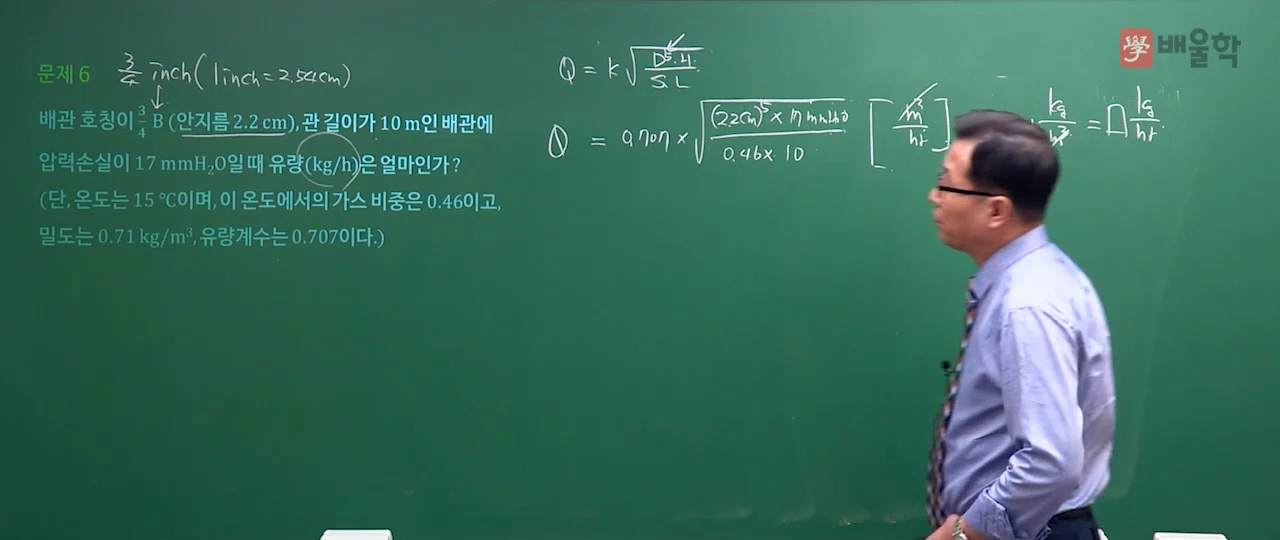 學 배울학
문제 6 3/4 inch (1inch = 2.54cm)
배관 호칭이 3/4 B (안지름 2.2 cm), 관 길이가 10 m인 배관에
압력손실이 17 mmH₂O일 때 유량(kg/h)은 얼마인가?
(단, 온도는 15 ℃이며, 이 온도에서의 가스 비중은 0.46이고,
밀도는 0.71 kg/m³, 유량계수는 0.707이다.)
Q = K√(D⁵·H / S·L)
Q = 0.707 × √((2.2cm)⁵ × 17 mmH₂O / 0.46 × 10) [m³/hr] kg/m³ = □ kg/hr